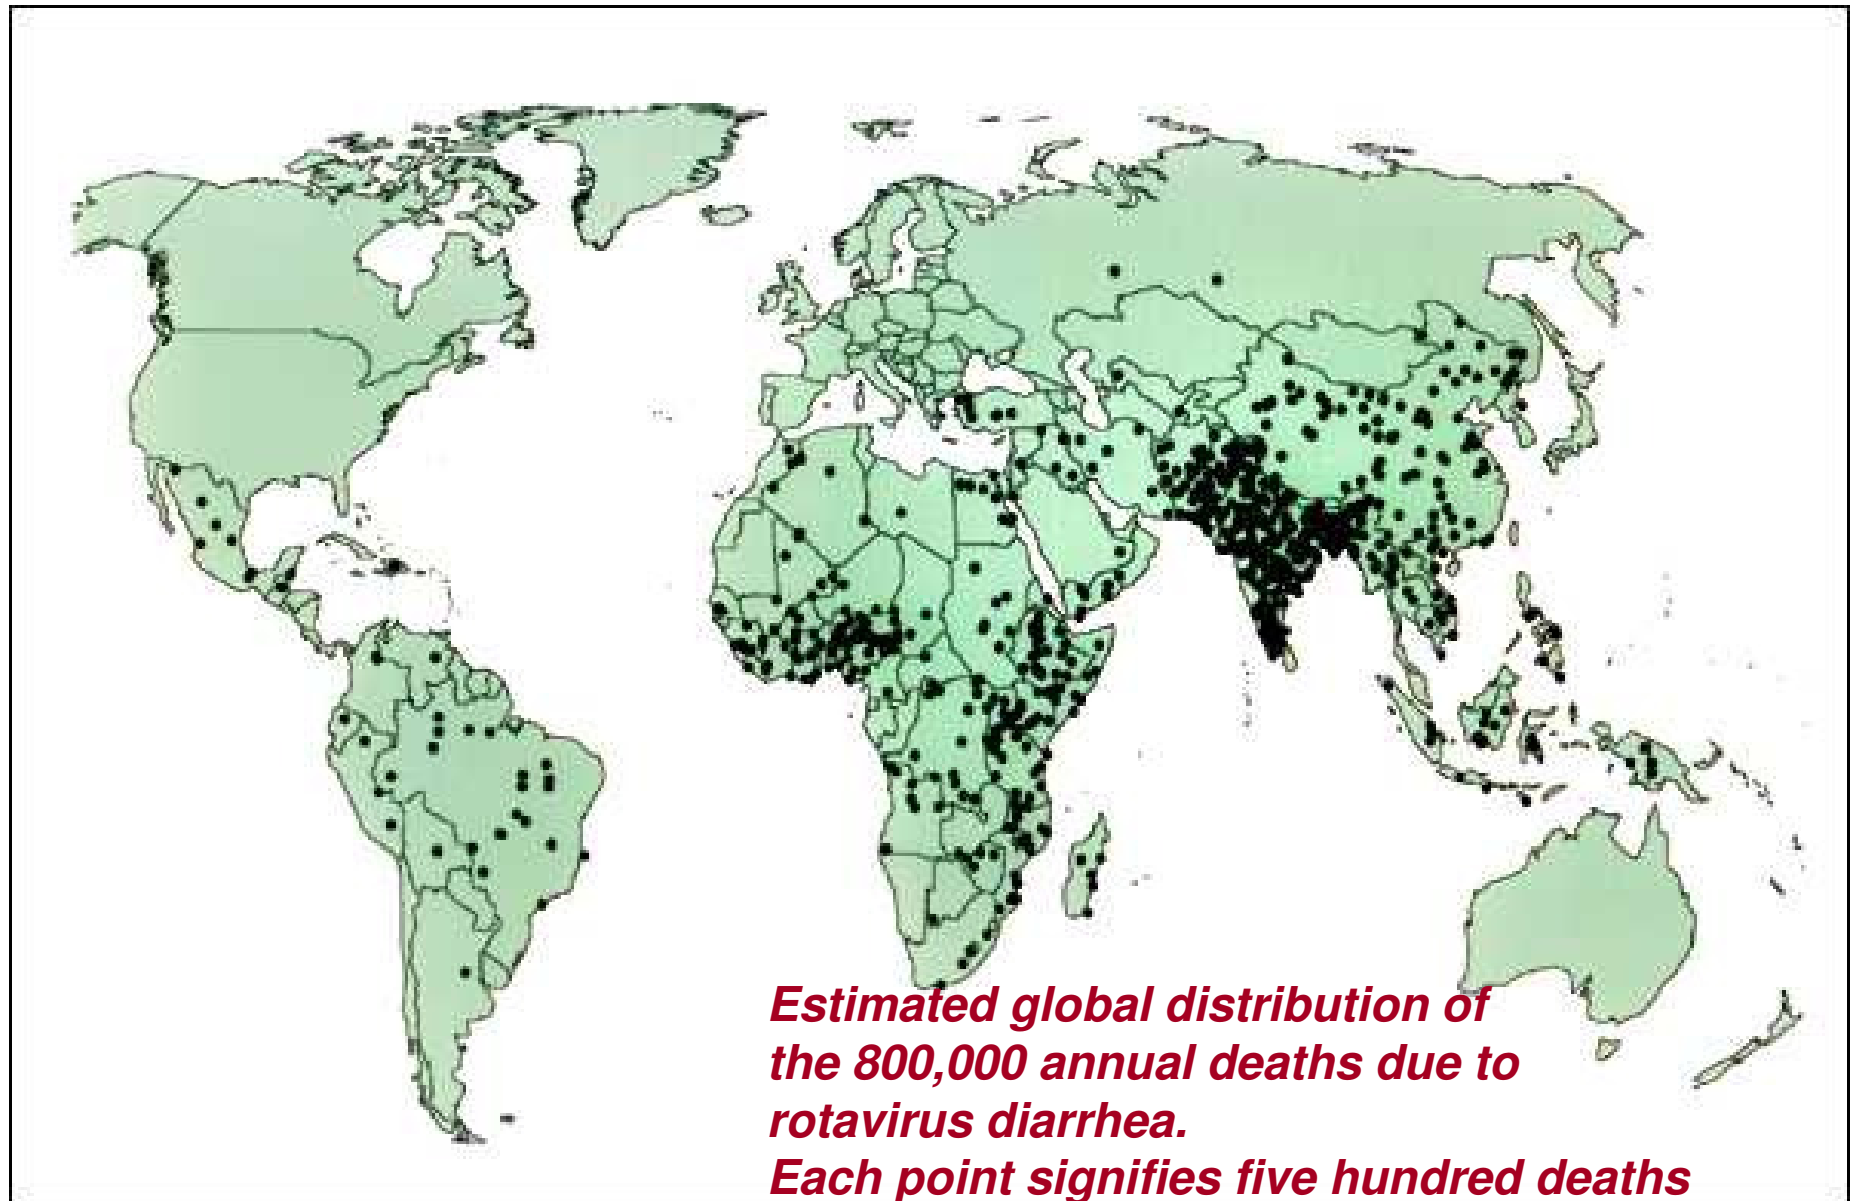 Estimated global distribution of
the 800,000 annual deaths due to
rotavirus diarrhea.
Each point signifies five hundred deaths